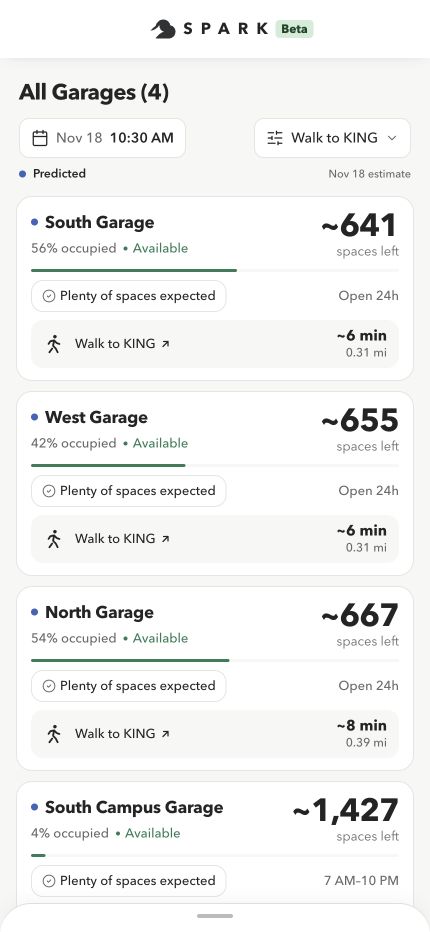 SPARK Beta
All Garages (4)
Nov 18 10:30 AM Walk to KING
Predicted Nov 18 estimate
South Garage ~641
56% occupied • Available spaces left
Plenty of spaces expected Open 24h
Walk to KING ↗ ~6 min
0.31 mi
West Garage ~655
42% occupied • Available spaces left
Plenty of spaces expected Open 24h
Walk to KING ↗ ~6 min
0.31 mi
North Garage ~667
54% occupied • Available spaces left
Plenty of spaces expected Open 24h
Walk to KING ↗ ~8 min
0.39 mi
South Campus Garage ~1,427
4% occupied • Available spaces left
Plenty of spaces expected 7 AM–10 PM